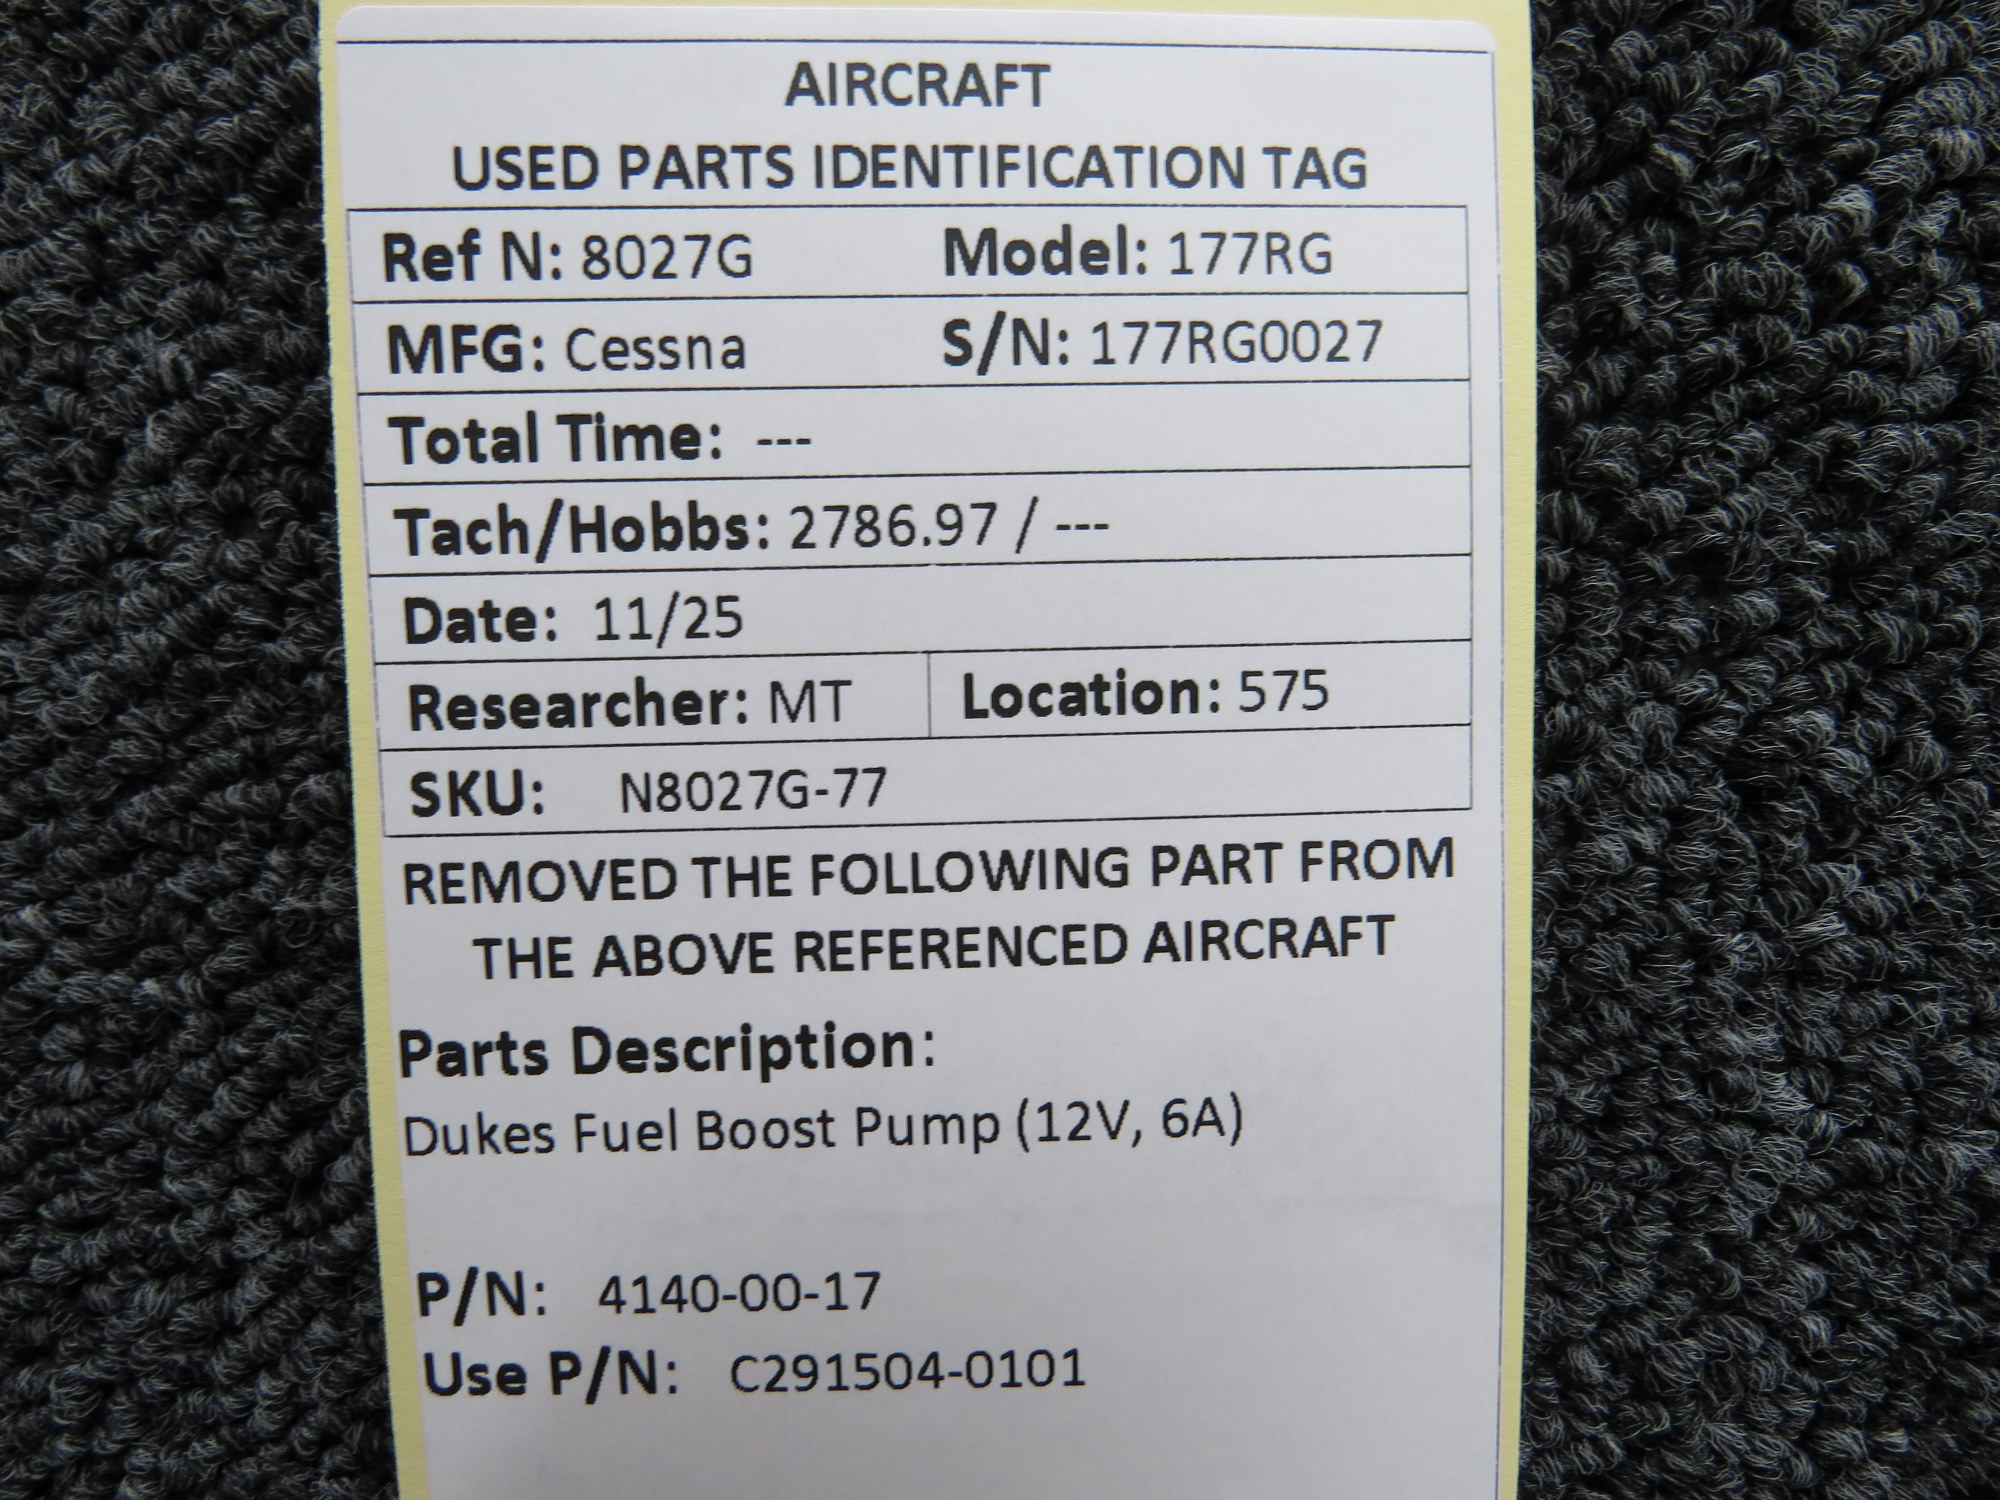 AIRCRAFT
USED PARTS IDENTIFICATION TAG
Ref N: 8027G Model: 177RG
MFG: Cessna S/N: 177RG0027
Total Time: ---
Tach/Hobbs: 2786.97 / ---
Date: 11/25
Researcher: MT Location: 575
SKU: N8027G-77
REMOVED THE FOLLOWING PART FROM
THE ABOVE REFERENCED AIRCRAFT
Parts Description:
Dukes Fuel Boost Pump (12V, 6A)
P/N: 4140-00-17
Use P/N: C291504-0101